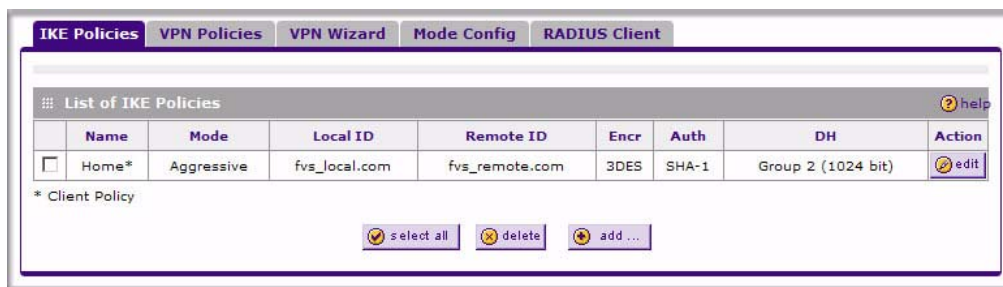 IKE Policies VPN Policies VPN Wizard Mode Config RADIUS Client
List of IKE Policies help
Name Mode Local ID Remote ID Encr Auth DH Action
Home* Aggressive fvs_local.com fvs_remote.com 3DES SHA-1 Group 2 (1024 bit) edit
* Client Policy
select all delete add ...